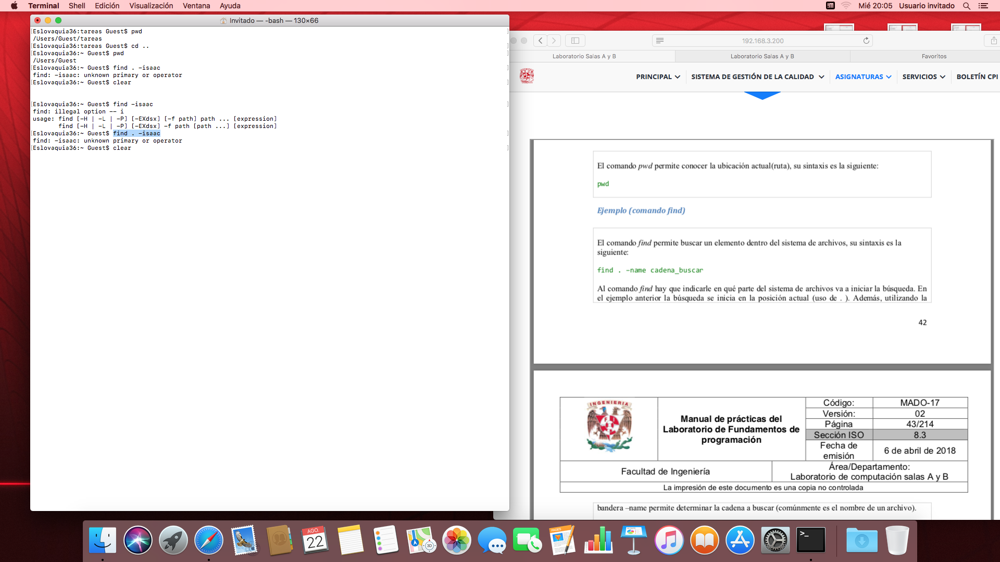 Terminal Shell Edición Visualización Ventana Ayuda
Mié 20:05 Usuario invitado
Invitado — -bash — 130×66
[Eslovaquia36:tareas Guest$ pwd ]
/Users/Guest/tareas
[Eslovaquia36:tareas Guest$ cd .. ]
[Eslovaquia36:~ Guest$ pwd ]
/Users/Guest
[Eslovaquia36:~ Guest$ find . -isaac ]
find: -isaac: unknown primary or operator
[Eslovaquia36:~ Guest$ clear ]
[Eslovaquia36:~ Guest$ find -isaac ]
find: illegal option -- i
usage: find [-H | -L | -P] [-EXdsx] [-f path] path ... [expression]
find [-H | -L | -P] [-EXdsx] -f path [path ...] [expression]
[Eslovaquia36:~ Guest$ find . -isaac ]
find: -isaac: unknown primary or operator
[Eslovaquia36:~ Guest$ clear ]
192.168.3.200
Laboratorio Salas A y B
Laboratorio Salas A y B
Favoritos
PRINCIPAL
SISTEMA DE GESTIÓN DE LA CALIDAD
ASIGNATURAS
SERVICIOS
BOLETÍN CPI
El comando pwd permite conocer la ubicación actual(ruta), su sintaxis es la siguiente:
pwd
Ejemplo (comando find)
El comando find permite buscar un elemento dentro del sistema de archivos, su sintaxis es la
siguiente:
find . -name cadena_buscar
Al comando find hay que indicarle en qué parte del sistema de archivos va a iniciar la búsqueda. En
el ejemplo anterior la búsqueda se inicia en la posición actual (uso de . ). Además, utilizando la
42
INGENIERIA
Manual de prácticas del
Laboratorio de Fundamentos de
programación
Código: MADO-17
Versión: 02
Página 43/214
Sección ISO 8.3
Fecha de
emisión
6 de abril de 2018
Facultad de Ingeniería
Área/Departamento:
Laboratorio de computación salas A y B
La impresión de este documento es una copia no controlada
bandera –name permite determinar la cadena a buscar (comúnmente es el nombre de un archivo).
AGO.
22
3D
PAGES
>_